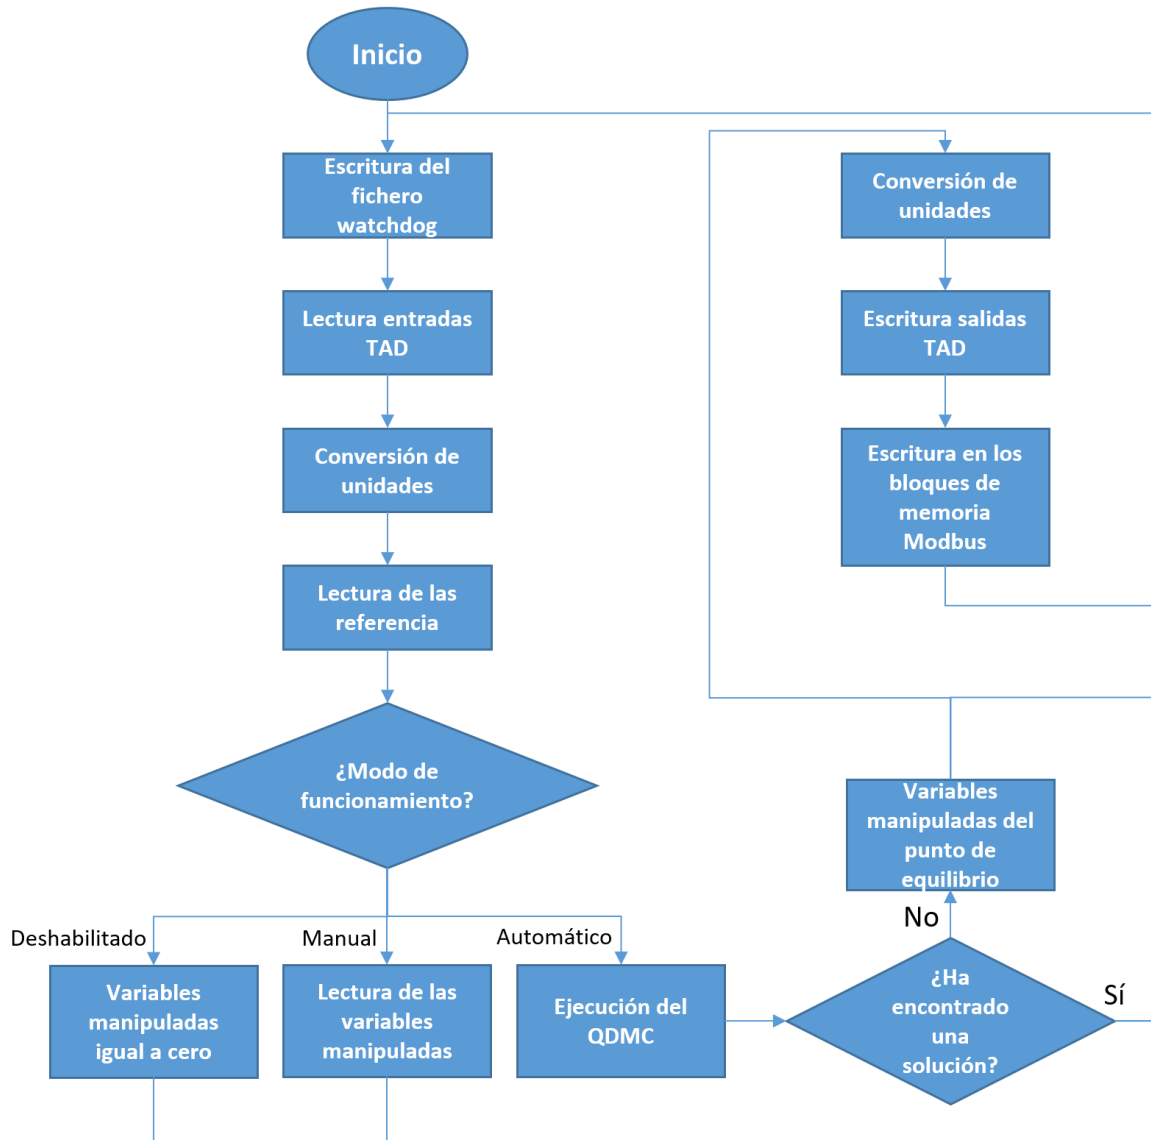 Inicio
Escritura del
fichero
watchdog
Lectura entradas
TAD
Conversión de
unidades
Lectura de las
referencia
¿Modo de
funcionamiento?
Deshabilitado
Manual
Automático
Variables
manipuladas
igual a cero
Lectura de las
variables
manipuladas
Ejecución del
QDMC
¿Ha
encontrado
una
solución?
No
Sí
Variables
manipuladas del
punto de
equilibrio
Conversión de
unidades
Escritura salidas
TAD
Escritura en los
bloques de
memoria
Modbus